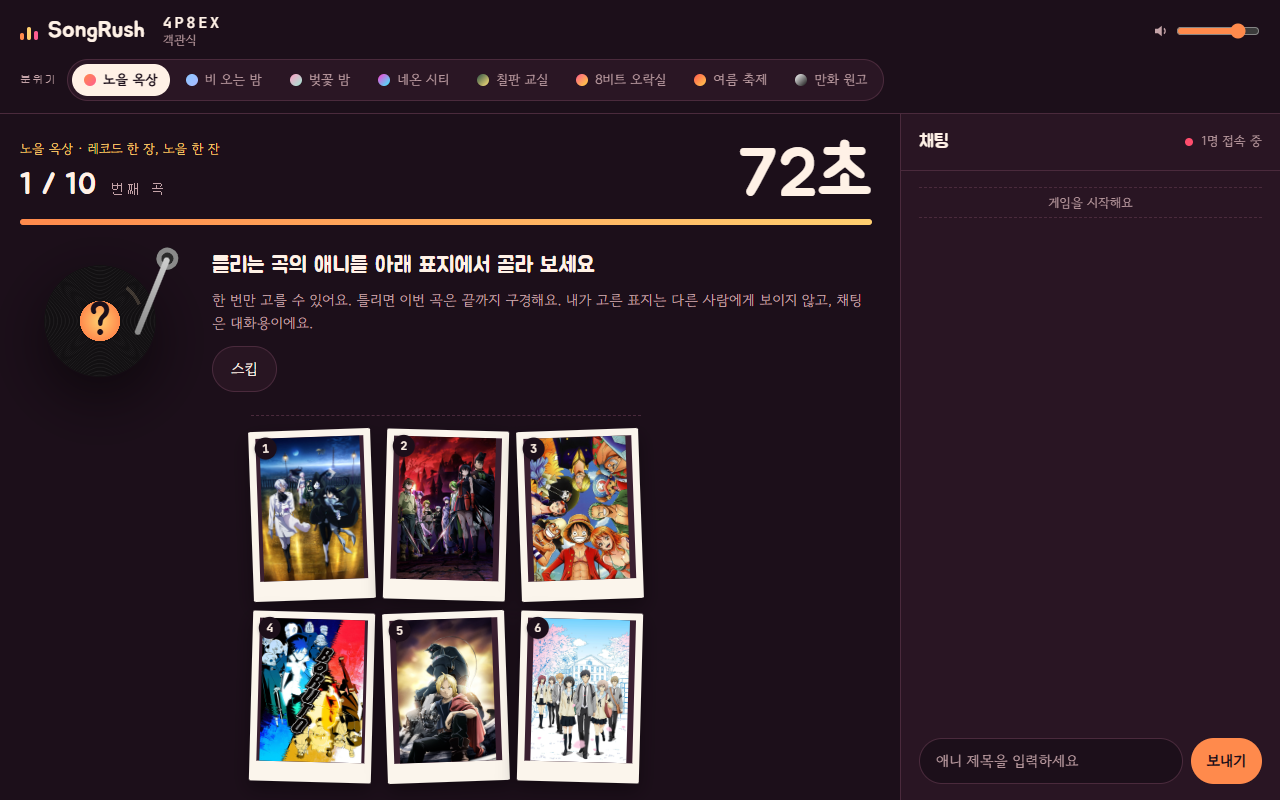 SongRush
4P8EX
객관식
분위기
노을 옥상
비 오는 밤
벚꽃 밤
네온 시티
칠판 교실
8비트 오락실
여름 축제
만화 원고
노을 옥상 · 레코드 한 장, 노을 한 잔
1 / 10 번째 곡
72초
?
들리는 곡의 애니를 아래 표지에서 골라 보세요
한 번만 고를 수 있어요. 틀리면 이번 곡은 끝까지 구경해요. 내가 고른 표지는 다른 사람에게 보이지 않고, 채팅
은 대화용이에요.
스킵
1
2
3
4
BORUTO
5
6
채팅
1명 접속 중
게임을 시작해요
애니 제목을 입력하세요
보내기